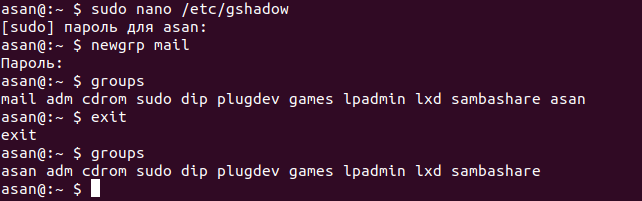 asan@:~ $ sudo nano /etc/gshadow
[sudo] пароль для asan:
asan@:~ $ newgrp mail
Пароль:
asan@:~ $ groups
mail adm cdrom sudo dip plugdev games lpadmin lxd sambashare asan
asan@:~ $ exit
exit
asan@:~ $ groups
asan adm cdrom sudo dip plugdev games lpadmin lxd sambashare
asan@:~ $